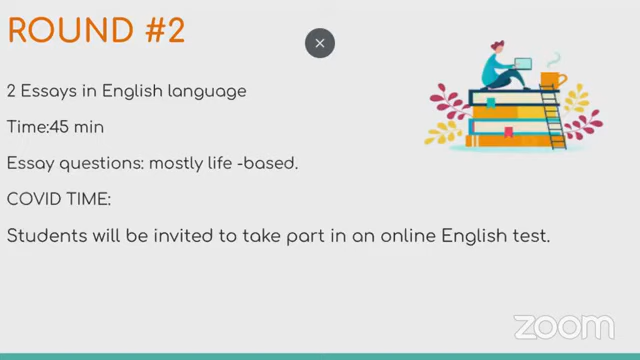 ROUND #2
2 Essays in English language
Time:45 min
Essay questions: mostly life -based.
COVID TIME:
Students will be invited to take part in an online English test.
zoom